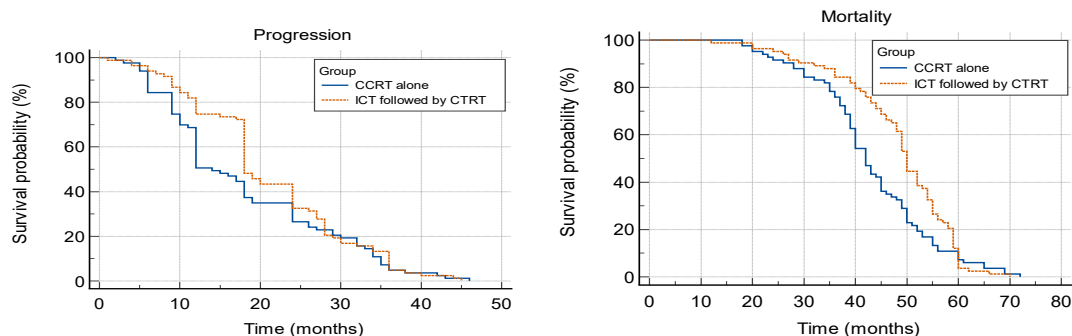 Progression
Survival probability (%)
100
80
60
40
20
0
Group
CCRT alone
ICT followed by CTRT
0 10 20 30 40 50
Time (months)
Mortality
Survival probability (%)
100
80
60
40
20
0
Group
CCRT alone
ICT followed by CTRT
0 10 20 30 40 50 60 70 80
Time (months)